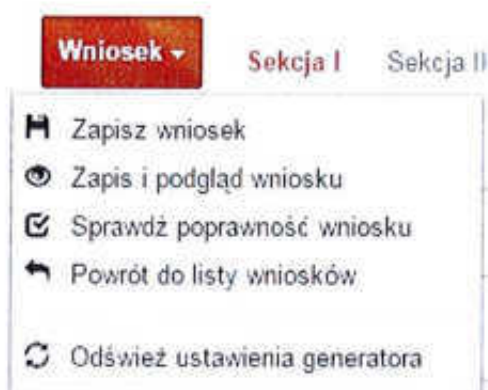 Wniosek Sekcja I Sekcja II
Zapisz wniosek
Zapis i podgląd wniosku
Sprawdź poprawność wniosku
Powrót do listy wniosków
Odśwież ustawienia generatora